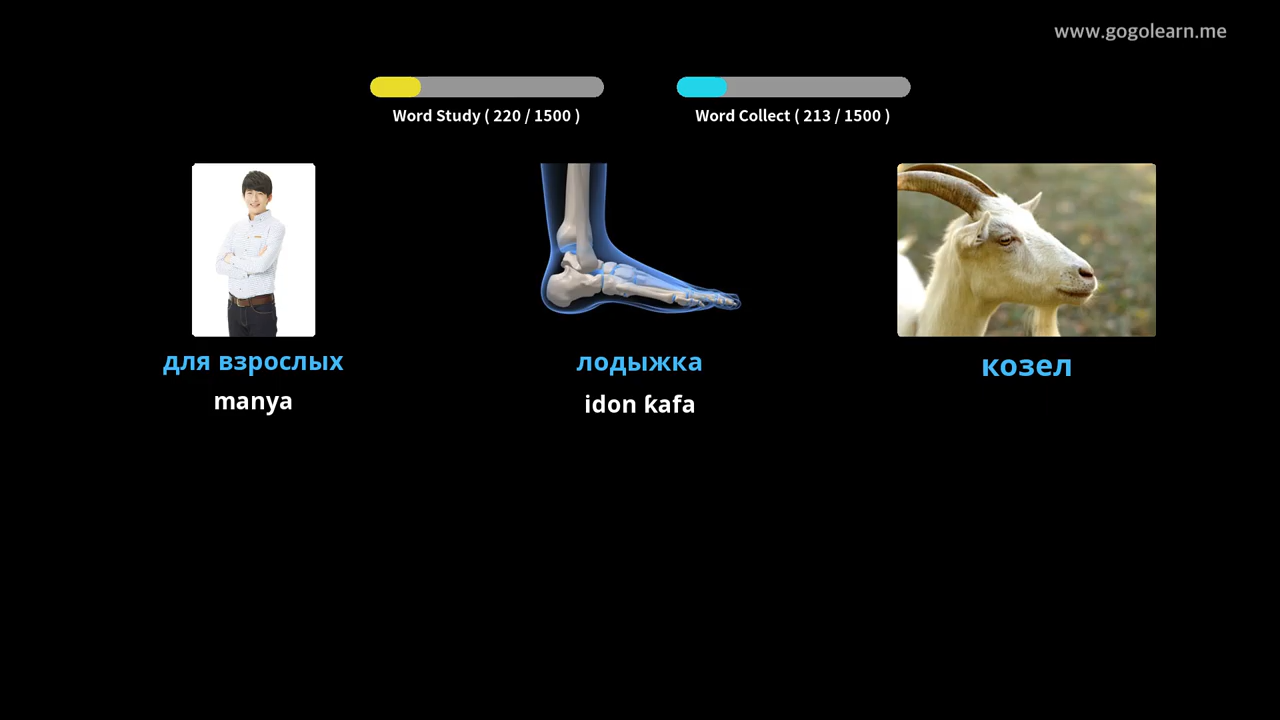 www.gogolearn.me
Word Study ( 220 / 1500 )
Word Collect ( 213 / 1500 )
для взрослых
manya
лодыжка
idon ƙafa
козел